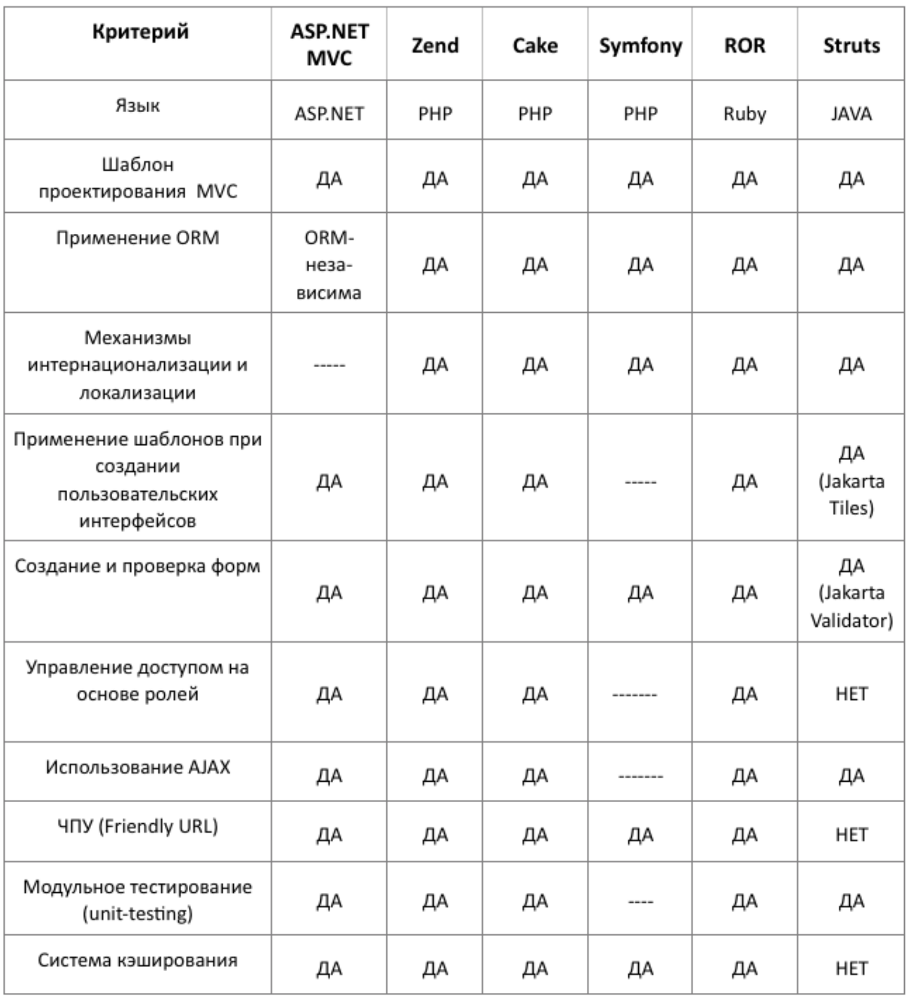 Критерий
ASP.NET
MVC
Zend
Cake
Symfony
ROR
Struts
Язык
ASP.NET
PHP
PHP
PHP
Ruby
JAVA
Шаблон
проектирования MVC
ДА
ДА
ДА
ДА
ДА
ДА
Применение ORM
ORM-
неза-
висима
ДА
ДА
ДА
ДА
ДА
Механизмы
интернационализации и
локализации
-----
ДА
ДА
ДА
ДА
ДА
Применение шаблонов при
создании
пользовательских
интерфейсов
ДА
ДА
ДА
-----
ДА
ДА
(Jakarta
Tiles)
Создание и проверка форм
ДА
ДА
ДА
ДА
ДА
ДА
(Jakarta
Validator)
Управление доступом на
основе ролей
ДА
ДА
ДА
-------
ДА
НЕТ
Использование AJAX
ДА
ДА
ДА
-------
ДА
ДА
ЧПУ (Friendly URL)
ДА
ДА
ДА
ДА
ДА
НЕТ
Модульное тестирование
(unit-testing)
ДА
ДА
ДА
----
ДА
ДА
Система кэширования
ДА
ДА
ДА
ДА
ДА
НЕТ